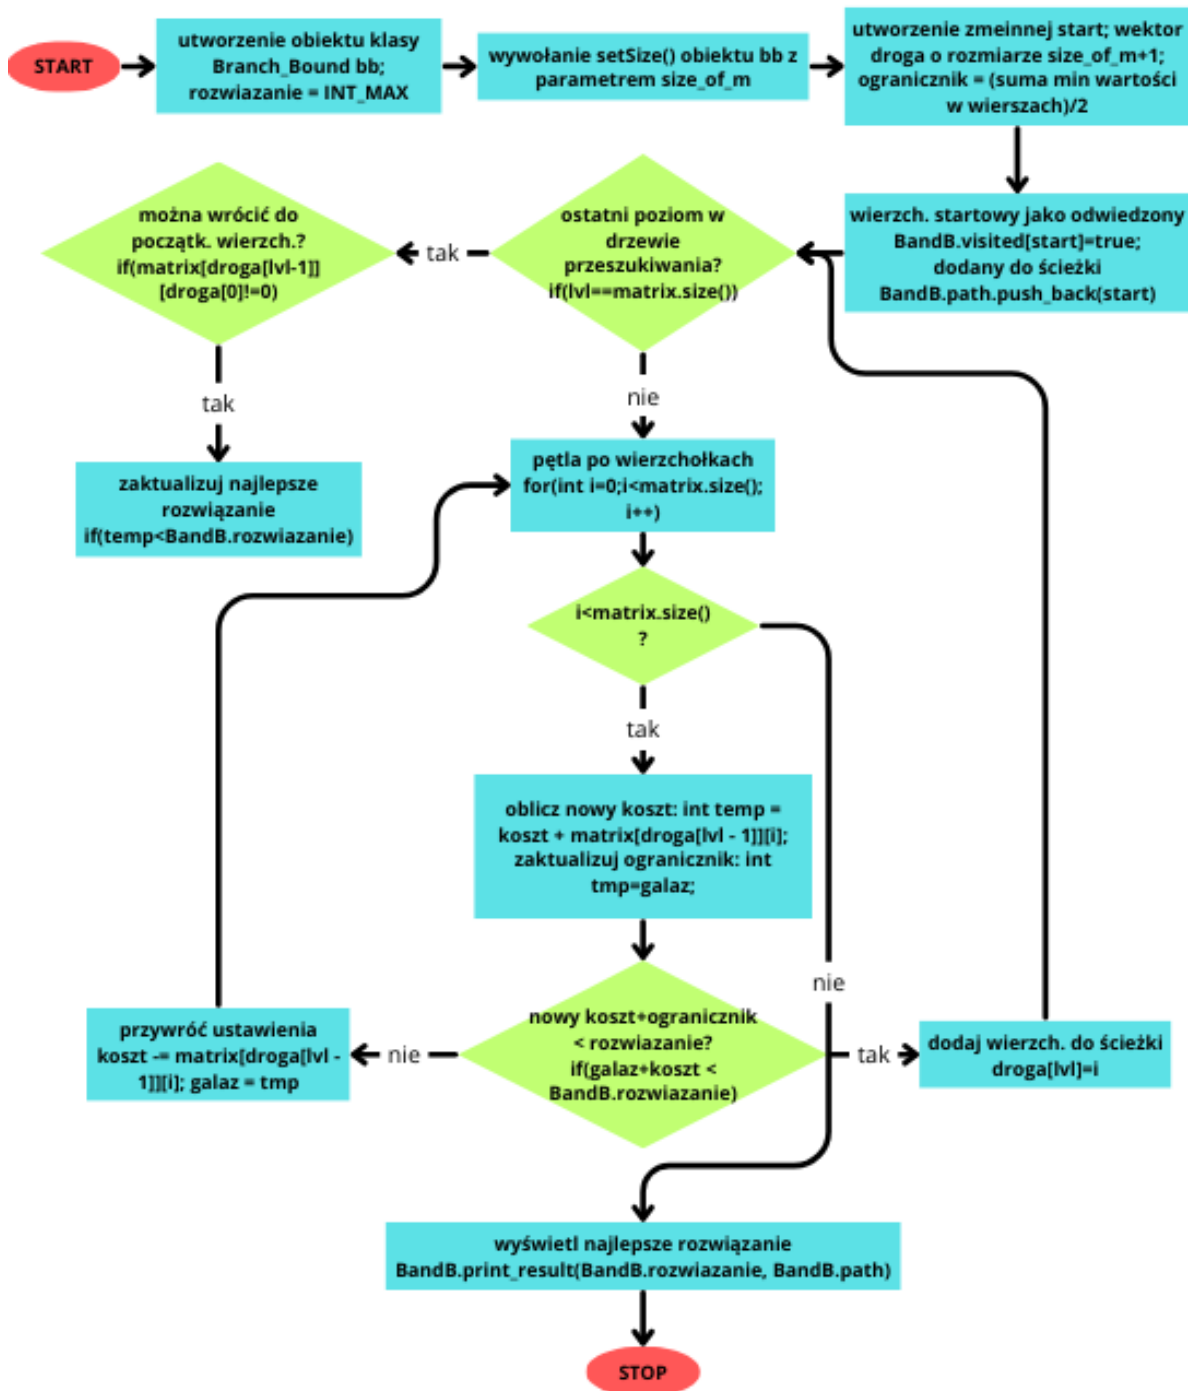 START
utworzenie obiektu klasy
Branch_Bound bb;
rozwiazanie = INT_MAX
wywołanie setSize() obiektu bb z
parametrem size_of_m
utworzenie zmeinnej start; wektor
droga o rozmiarze size_of_m+1;
ogranicznik = (suma min wartości
w wierszach)/2
wierzch. startowy jako odwiedzony
BandB.visited[start]=true;
dodany do ścieżki
BandB.path.push_back(start)
ostatni poziom w
drzewie
przeszukiwania?
if(lvl==matrix.size())
tak
można wrócić do
początk. wierzch.?
if(matrix[droga[lvl-1]]
[droga[0]!=0)
tak
zaktualizuj najlepsze
rozwiązanie
if(temp<BandB.rozwiazanie)
nie
pętla po wierzchołkach
for(int i=0;i<matrix.size();
i++)
i<matrix.size()
?
tak
oblicz nowy koszt: int temp =
koszt + matrix[droga[lvl - 1]][i];
zaktualizuj ogranicznik: int
tmp=galaz;
nie
nowy koszt+ogranicznik
< rozwiazanie?
if(galaz+koszt <
BandB.rozwiazanie)
nie
przywróć ustawienia
koszt -= matrix[droga[lvl -
1]][i]; galaz = tmp
tak
dodaj wierzch. do ścieżki
droga[lvl]=i
wyświetl najlepsze rozwiązanie
BandB.print_result(BandB.rozwiazanie, BandB.path)
STOP